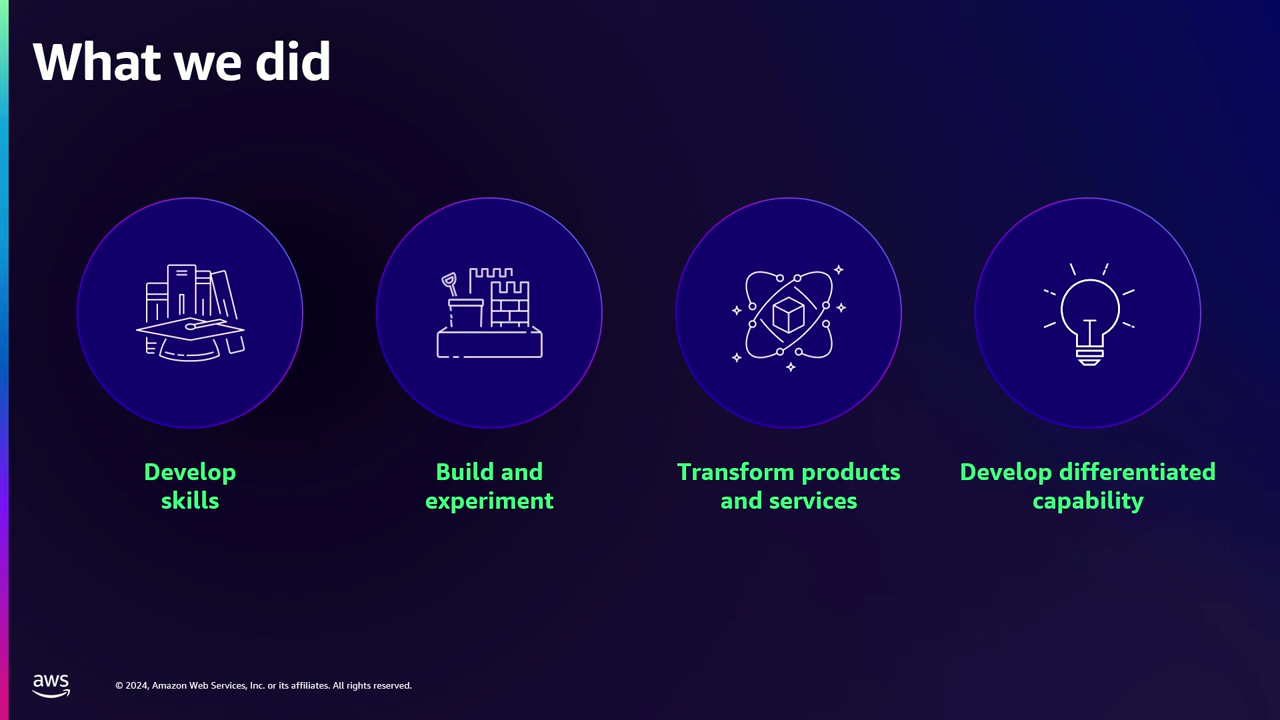 What we did
Develop
skills
Build and
experiment
Transform products
and services
Develop differentiated
capability
aws
© 2024, Amazon Web Services, Inc. or its affiliates. All rights reserved.